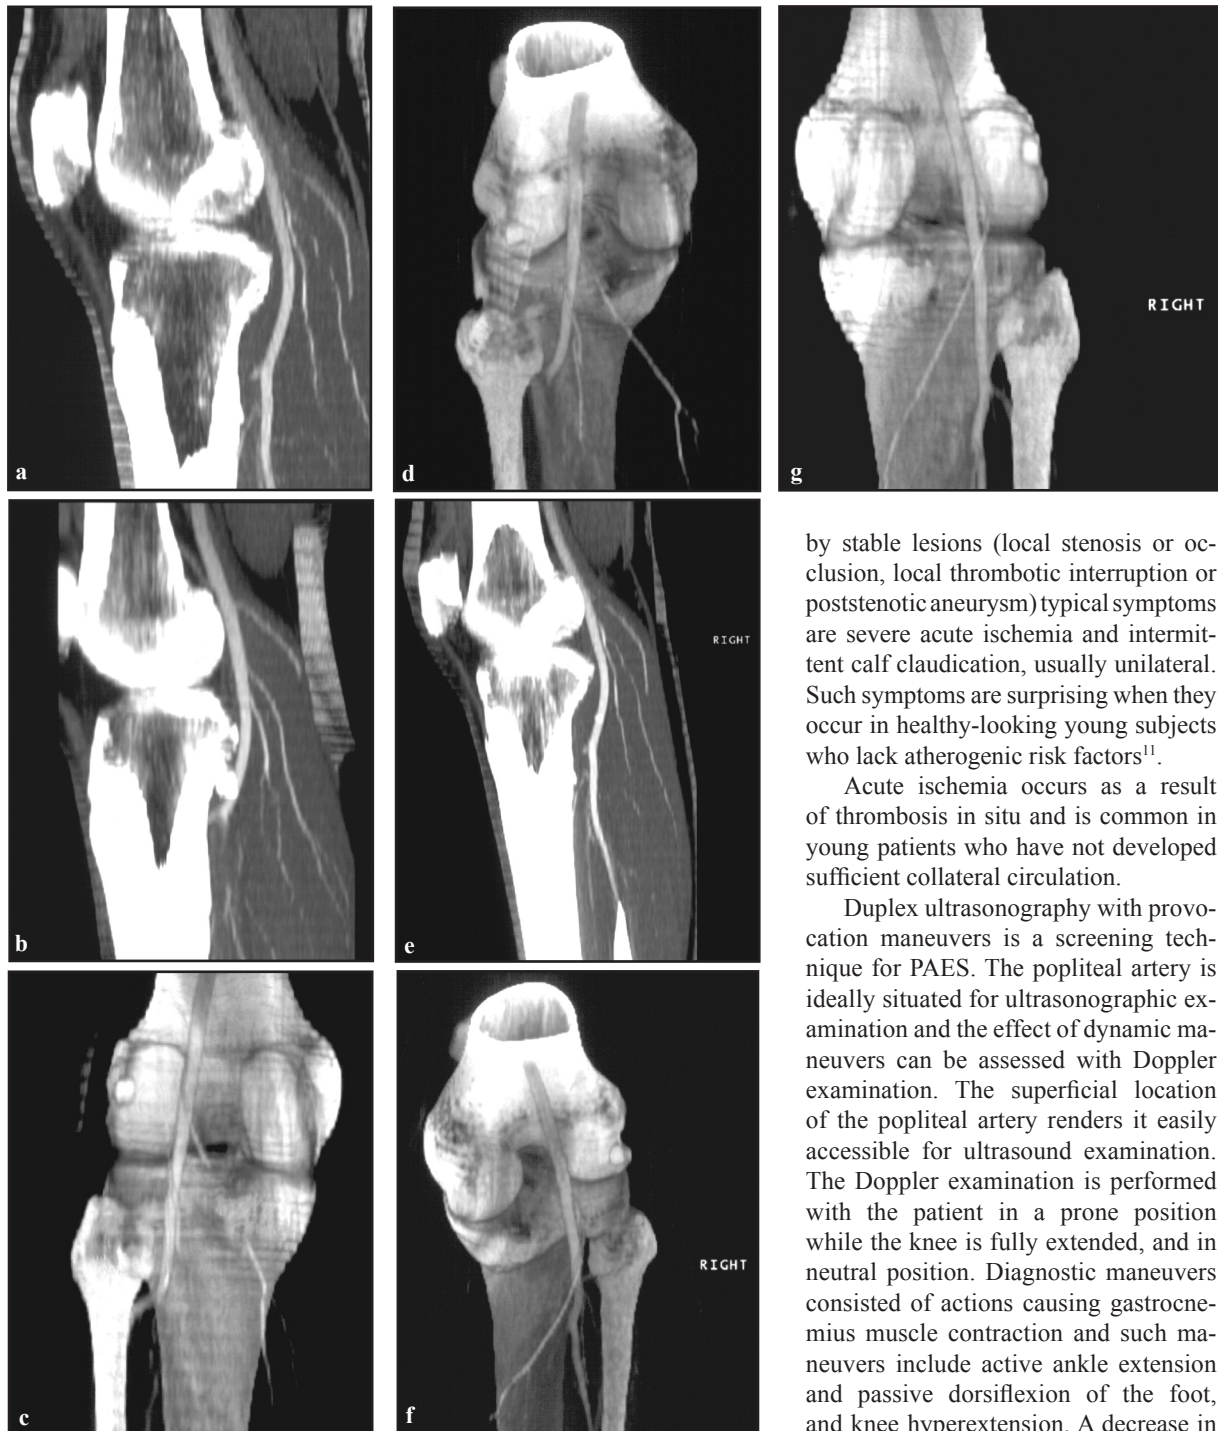 a
d
g
RIGHT
b
e
RIGHT
c
f
RIGHT
by stable lesions (local stenosis or oc-
clusion, local thrombotic interruption or
poststenotic aneurysm) typical symptoms
are severe acute ischemia and intermit-
tent calf claudication, usually unilateral.
Such symptoms are surprising when they
occur in healthy-looking young subjects
who lack atherogenic risk factors11.
Acute ischemia occurs as a result
of thrombosis in situ and is common in
young patients who have not developed
sufficient collateral circulation.
Duplex ultrasonography with provo-
cation maneuvers is a screening tech-
nique for PAES. The popliteal artery is
ideally situated for ultrasonographic ex-
amination and the effect of dynamic ma-
neuvers can be assessed with Doppler
examination. The superficial location
of the popliteal artery renders it easily
accessible for ultrasound examination.
The Doppler examination is performed
with the patient in a prone position
while the knee is fully extended, and in
neutral position. Diagnostic maneuvers
consisted of actions causing gastrocne-
mius muscle contraction and such ma-
neuvers include active ankle extension
and passive dorsiflexion of the foot,
and knee hyperextension. A decrease in